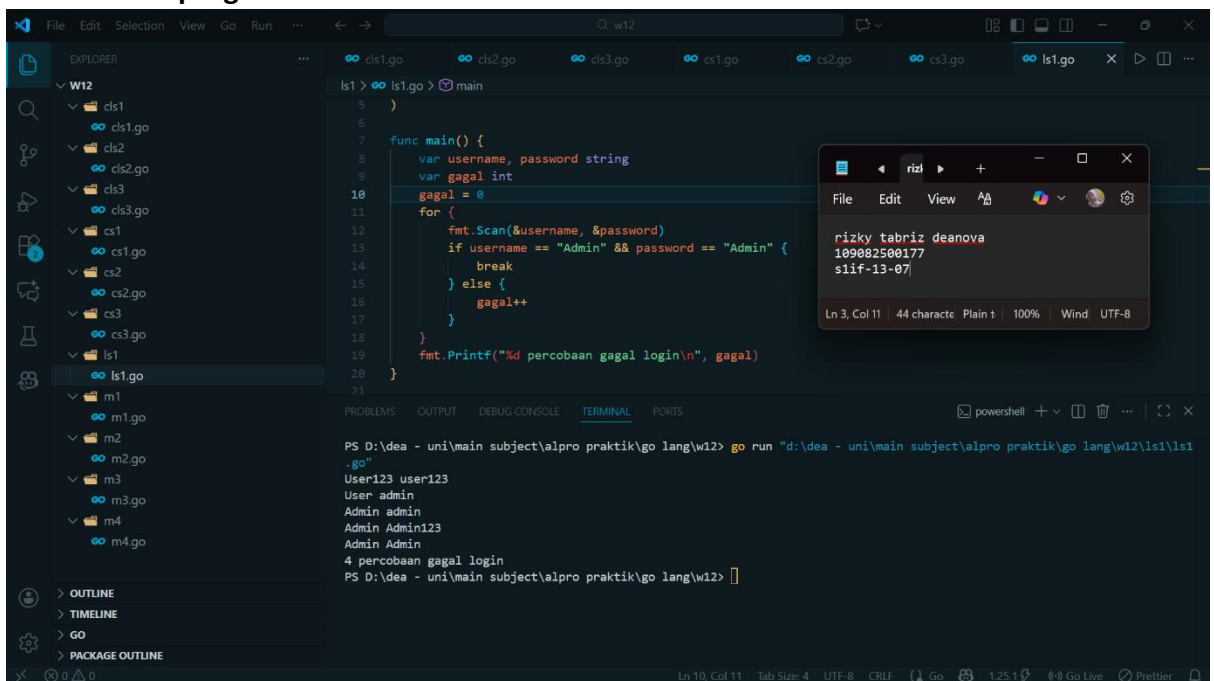 File Edit Selection View Go Run ...
w12
EXPLORER
W12
cls1
cls1.go
cls2
cls2.go
cls3
cls3.go
cs1
cs1.go
cs2
cs2.go
cs3
cs3.go
ls1
ls1.go
m1
m1.go
m2
m2.go
m3
m3.go
m4
m4.go
OUTLINE
TIMELINE
GO
PACKAGE OUTLINE
cls1.go cls2.go cls3.go cs1.go cs2.go cs3.go ls1.go
ls1 > ls1.go > main
5 )
6
7 func main() {
8 var username, password string
9 var gagal int
10 gagal = 0
11 for {
12 fmt.Scan(&username, &password)
13 if username == "Admin" && password == "Admin" {
14 break
15 } else {
16 gagal++
17 }
18 }
19 fmt.Printf("%d percobaan gagal login\n", gagal)
20 }
21
File Edit View
rizky tabriz deanova
109082500177
s1if-13-07
Ln 3, Col 11 44 characte Plain t 100% Wind UTF-8
PROBLEMS OUTPUT DEBUG CONSOLE TERMINAL PORTS
powershell
PS D:\dea - uni\main subject\alpro praktik\go lang\w12> go run "d:\dea - uni\main subject\alpro praktik\go lang\w12\ls1\ls1
.go"
User123 user123
User admin
Admin admin
Admin Admin123
Admin Admin
4 percobaan gagal login
PS D:\dea - uni\main subject\alpro praktik\go lang\w12>
0 0 Ln 10, Col 11 Tab Size: 4 UTF-8 CRLF Go 1.25.1 Go Live Prettier